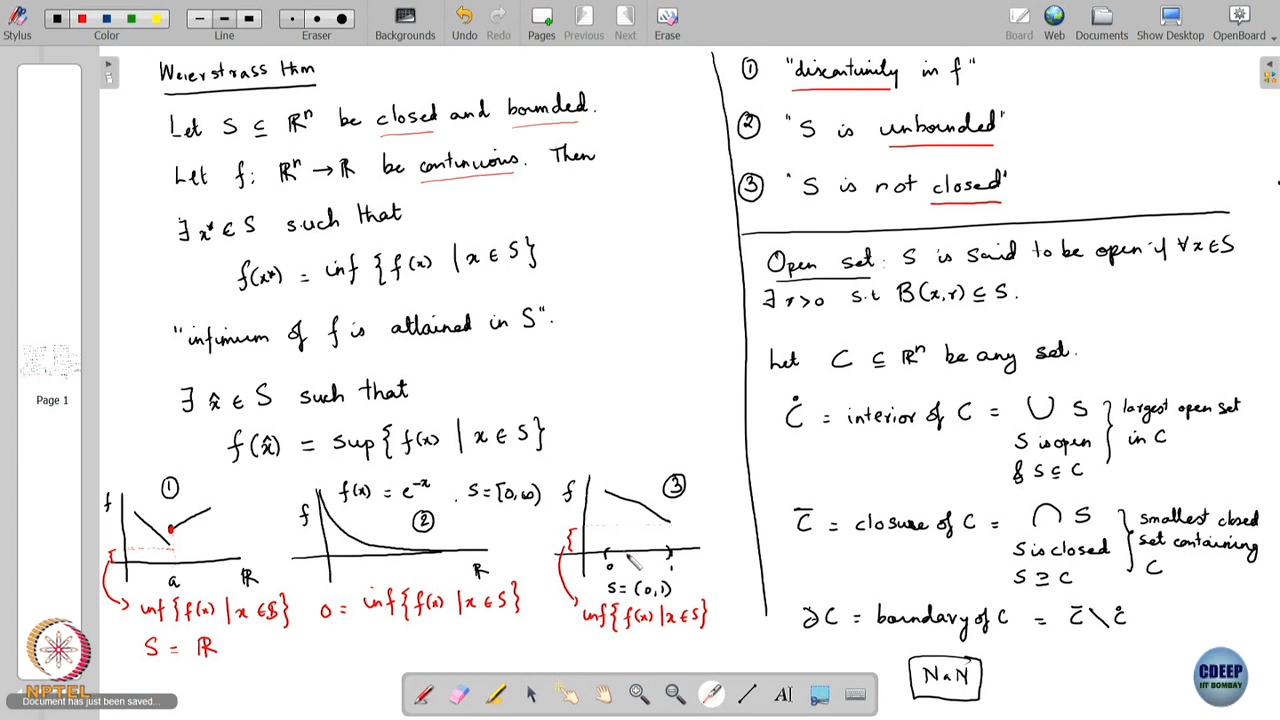 Stylus
Color
Line
Eraser
Backgrounds
Undo
Redo
Pages
Previous
Next
Erase
Board
Web
Documents
Show Desktop
OpenBoard
Page 1
Weierstrass thm
Let S ⊆ ℝⁿ be closed and bounded.
Let f: ℝⁿ → ℝ be continuous. Then
∃ x* ∈ S such that
f(x*) = inf {f(x) | x ∈ S}
"infimum of f is attained in S".
∃ x̂ ∈ S such that
f(x̂) = sup{f(x) | x ∈ S}
f
①
a
ℝ
inf{f(x) | x ∈ S}
S = ℝ
f(x) = e⁻ˣ . S = [0,∞)
f
②
ℝ
0 = inf{f(x) | x ∈ S}
f
③
0
1
S = (0,1)
inf{f(x) | x ∈ S}
① "discontunity in f"
② "S is unbounded"
③ "S is not closed"
Open set: S is said to be open if ∀x ∈ S
∃ r>0 s.t B(x,r) ⊆ S.
Let C ⊆ ℝⁿ be any set.
C̊ = interior of C = ∪ S } largest open set
S is open in C
& S ⊆ C
C̄ = closure of C = ∩ S } smallest closed
S is closed set containing
S ⊇ C C
∂C = boundary of C = C̄ \ C̊
NaN
NPTEL
Document has just been saved...
CDEEP
IIT BOMBAY